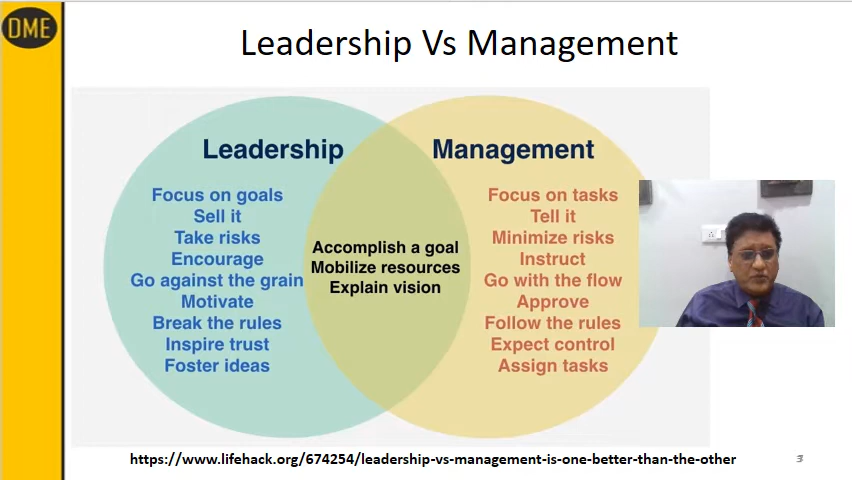 DME
Leadership Vs Management
Leadership
Focus on goals
Sell it
Take risks
Encourage
Go against the grain
Motivate
Break the rules
Inspire trust
Foster ideas
Accomplish a goal
Mobilize resources
Explain vision
Management
Focus on tasks
Tell it
Minimize risks
Instruct
Go with the flow
Approve
Follow the rules
Expect control
Assign tasks
https://www.lifehack.org/674254/leadership-vs-management-is-one-better-than-the-other